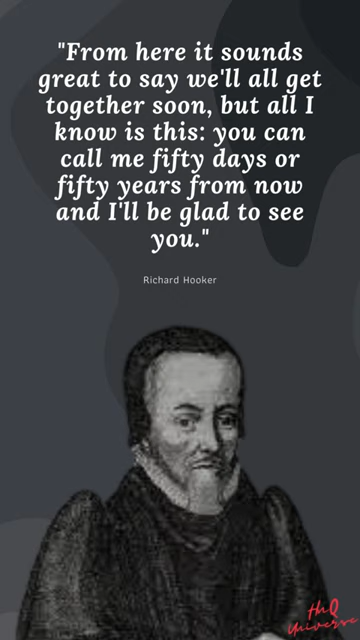 "From here it sounds
great to say we'll all get
together soon, but all I
know is this: you can
call me fifty days or
fifty years from now
and I'll be glad to see
you."
Richard Hooker
thQ
Universe